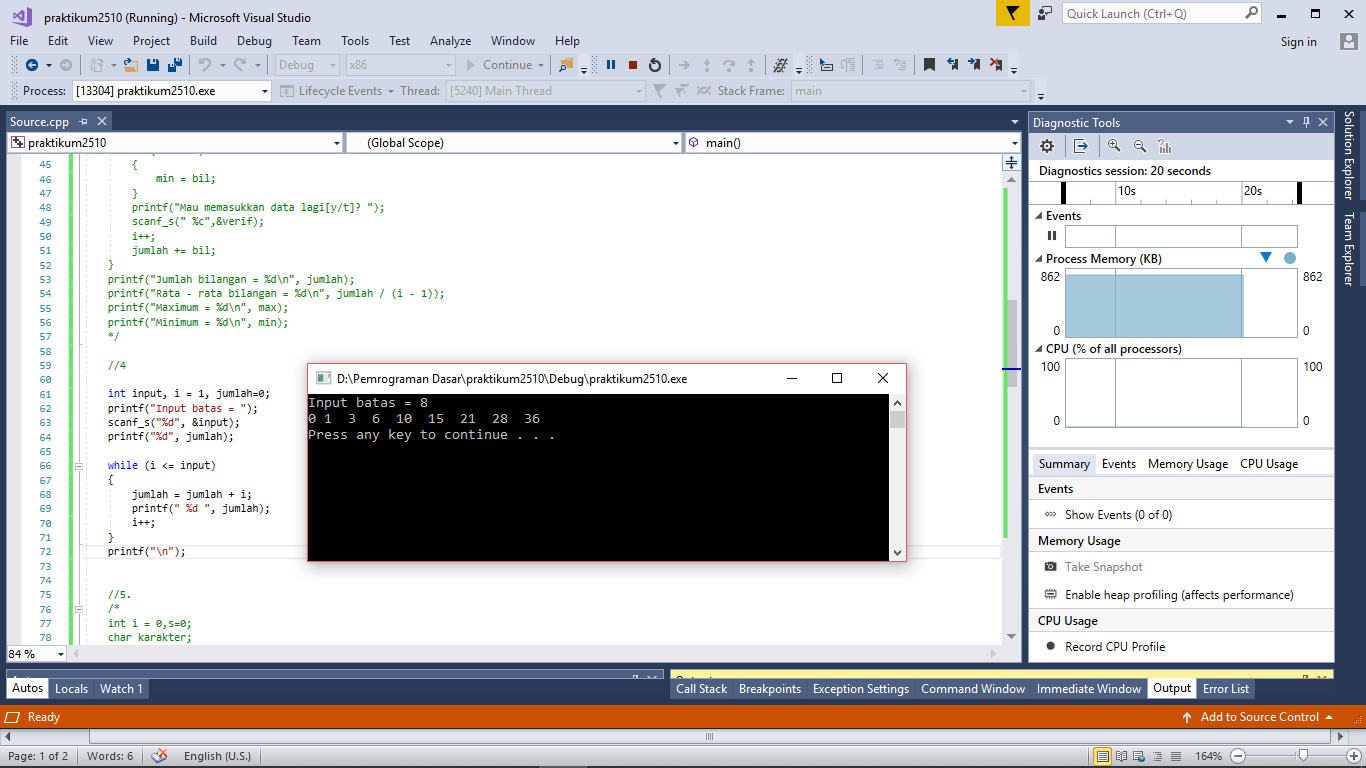 praktikum2510 (Running) - Microsoft Visual Studio
Quick Launch (Ctrl+Q)
File Edit View Project Build Debug Team Tools Test Analyze Window Help
Sign in
Debug x86 Continue
Process: [13304] praktikum2510.exe Lifecycle Events Thread: [5240] Main Thread Stack Frame: main
Source.cpp
praktikum2510 (Global Scope) main()
45 {
46 min = bil;
47 }
48 printf("Mau memasukkan data lagi[y/t]? ");
49 scanf_s(" %c",&verif);
50 i++;
51 jumlah += bil;
52 }
53 printf("Jumlah bilangan = %d\n", jumlah);
54 printf("Rata - rata bilangan = %d\n", jumlah / (i - 1));
55 printf("Maximum = %d\n", max);
56 printf("Minimum = %d\n", min);
57 */
58
59 //4
60
61 int input, i = 1, jumlah=0;
62 printf("Input batas = ");
63 scanf_s("%d", &input);
64 printf("%d", jumlah);
65
66 while (i <= input)
67 {
68 jumlah = jumlah + i;
69 printf(" %d ", jumlah);
70 i++;
71 }
72 printf("\n");
73
74
75 //5.
76 /*
77 int i = 0,s=0;
78 char karakter;
84 %
D:\Pemrograman Dasar\praktikum2510\Debug\praktikum2510.exe
Input batas = 8
0 1  3  6  10  15  21  28  36
Press any key to continue . . .
Diagnostic Tools
Diagnostics session: 20 seconds
10s 20s
Events
Process Memory (KB)
862 862
0 0
CPU (% of all processors)
100 100
0 0
Summary Events Memory Usage CPU Usage
Events
Show Events (0 of 0)
Memory Usage
Take Snapshot
Enable heap profiling (affects performance)
CPU Usage
Record CPU Profile
Solution Explorer
Team Explorer
Autos Locals Watch 1
Call Stack Breakpoints Exception Settings Command Window Immediate Window Output Error List
Ready
Add to Source Control
Page: 1 of 2 Words: 6 English (U.S.) 164%